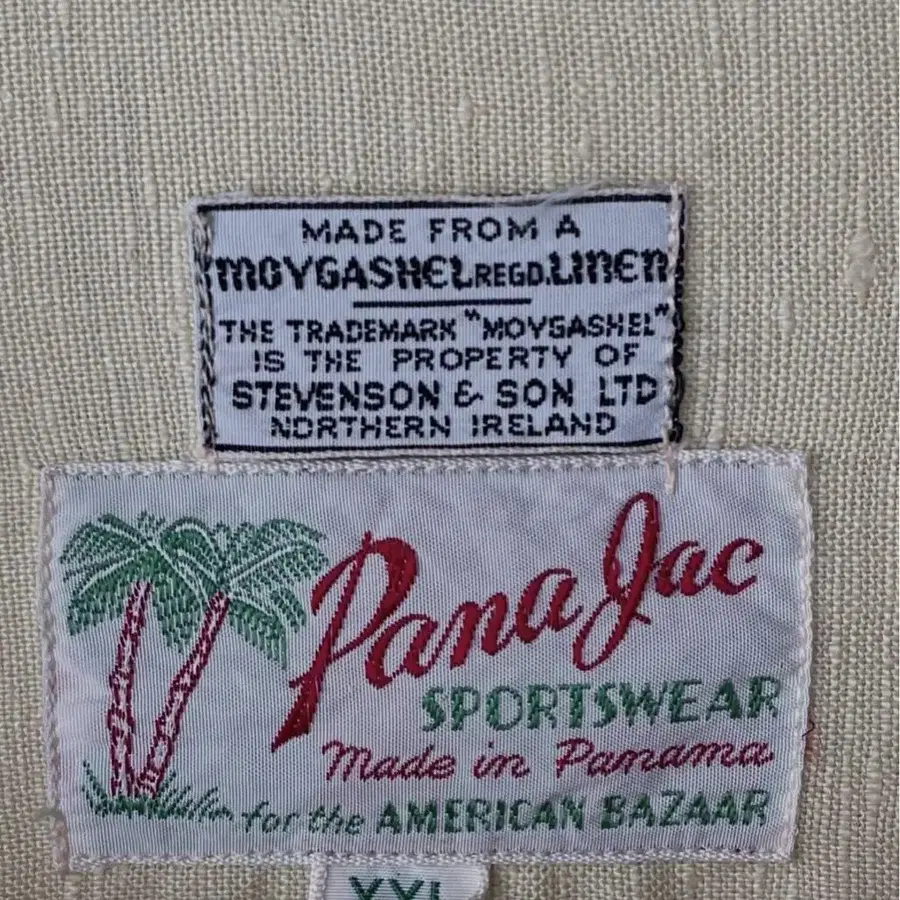 MADE FROM A
MOYGASHEL REGD. LINEN
THE TRADEMARK "MOYGASHEL"
IS THE PROPERTY OF
STEVENSON & SON LTD
NORTHERN IRELAND
PanaJac
SPORTSWEAR
Made in Panama
for the AMERICAN BAZAAR
XXL